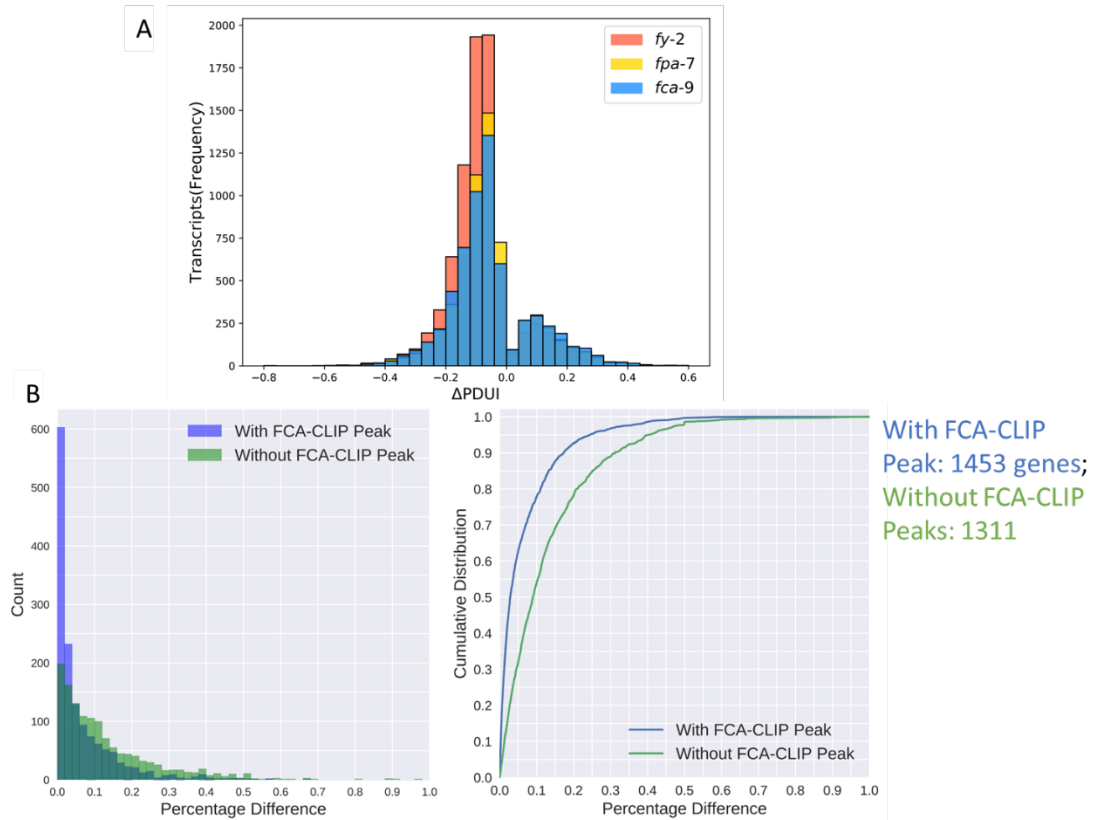 A
2000
1750
1500
1250
1000
750
500
250
0
Transcripts(Frequency)
fy-2
fpa-7
fca-9
−0.8 −0.6 −0.4 −0.2 0.0 0.2 0.4 0.6
ΔPDUI
B
600
500
400
300
200
100
0
Count
With FCA-CLIP Peak
Without FCA-CLIP Peak
0.0 0.1 0.2 0.3 0.4 0.5 0.6 0.7 0.8 0.9 1.0
Percentage Difference
1.0
0.9
0.8
0.7
0.6
0.5
0.4
0.3
0.2
0.1
0.0
Cumulative Distribution
With FCA-CLIP Peak
Without FCA-CLIP Peak
0.0 0.1 0.2 0.3 0.4 0.5 0.6 0.7 0.8 0.9 1.0
Percentage Difference
With FCA-CLIP
Peak: 1453 genes;
Without FCA-CLIP
Peaks: 1311